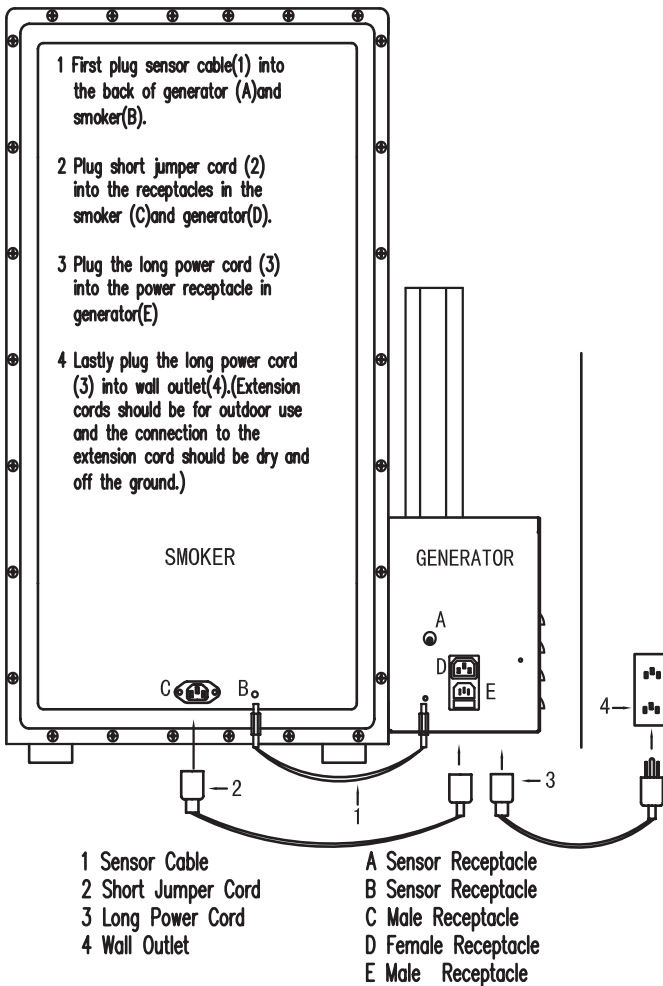 1 First plug sensor cable(1) into
the back of generator (A)and
smoker(B).
2 Plug short jumper cord (2)
into the receptacles in the
smoker (C)and generator(D).
3 Plug the long power cord (3)
into the power receptacle in
generator(E)
4 Lastly plug the long power cord
(3) into wall outlet(4).(Extension
cords should be for outdoor use
and the connection to the
extension cord should be dry and
off the ground.)
SMOKER
GENERATOR
A
D
E
C
B
4
2
1
3
1 Sensor Cable
2 Short Jumper Cord
3 Long Power Cord
4 Wall Outlet
A Sensor Receptacle
B Sensor Receptacle
C Male Receptacle
D Female Receptacle
E Male Receptacle